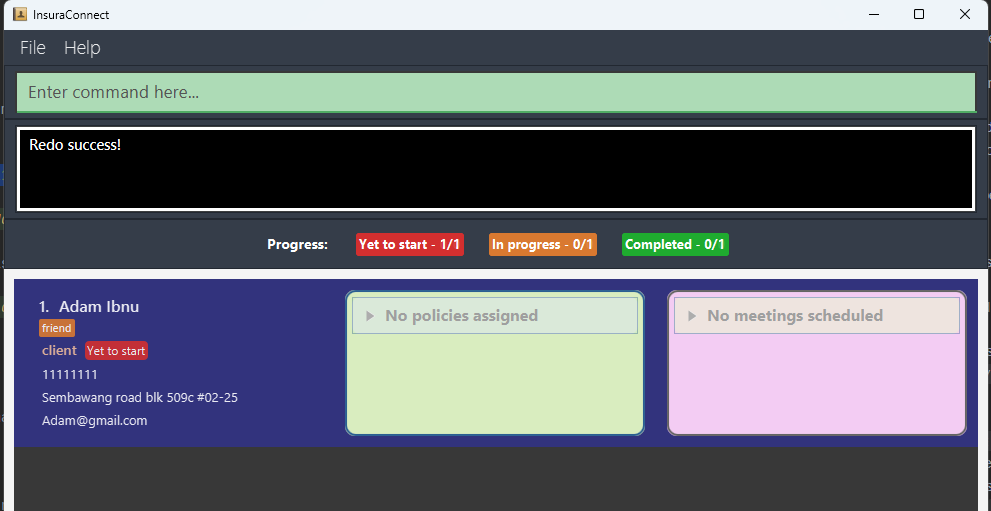 InsuraConnect
File Help
Enter command here...
Redo success!
Progress: Yet to start - 1/1 In progress - 0/1 Completed - 0/1
1. Adam Ibnu
friend
client Yet to start
11111111
Sembawang road blk 509c #02-25
Adam@gmail.com
No policies assigned
No meetings scheduled